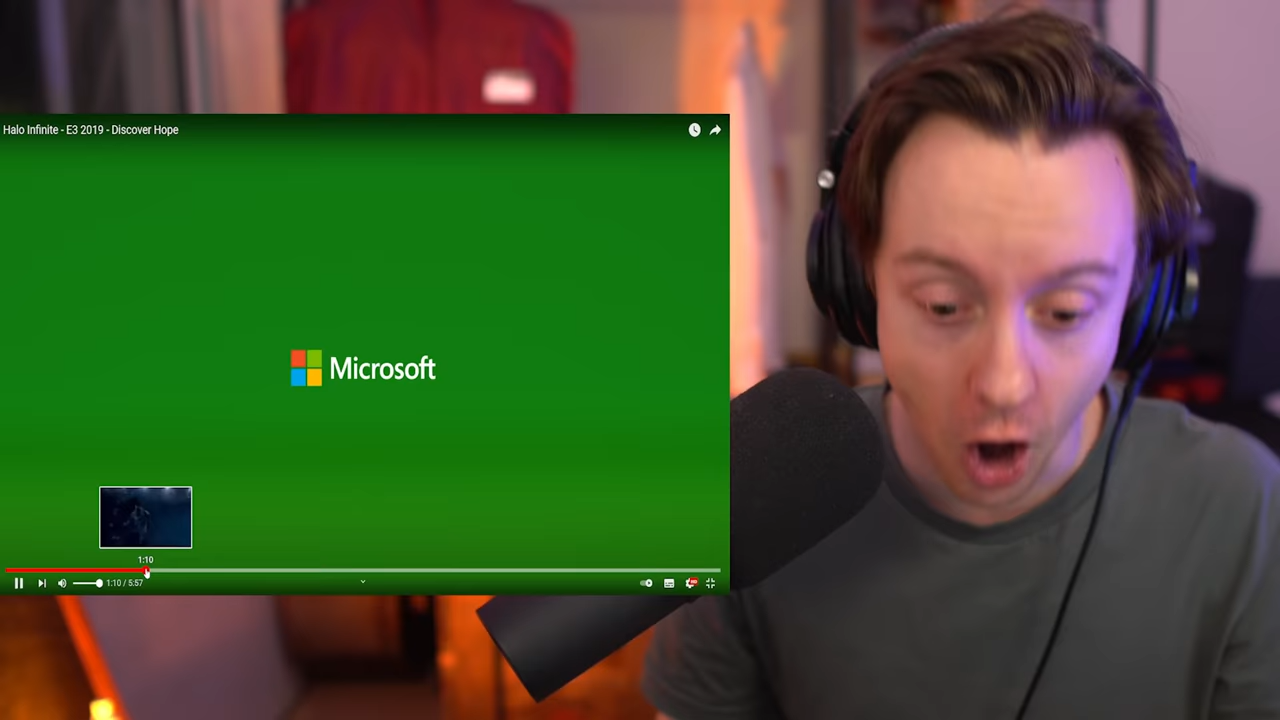 Halo Infinite - E3 2019 - Discover Hope
Microsoft
1:10
1:10 / 5:57